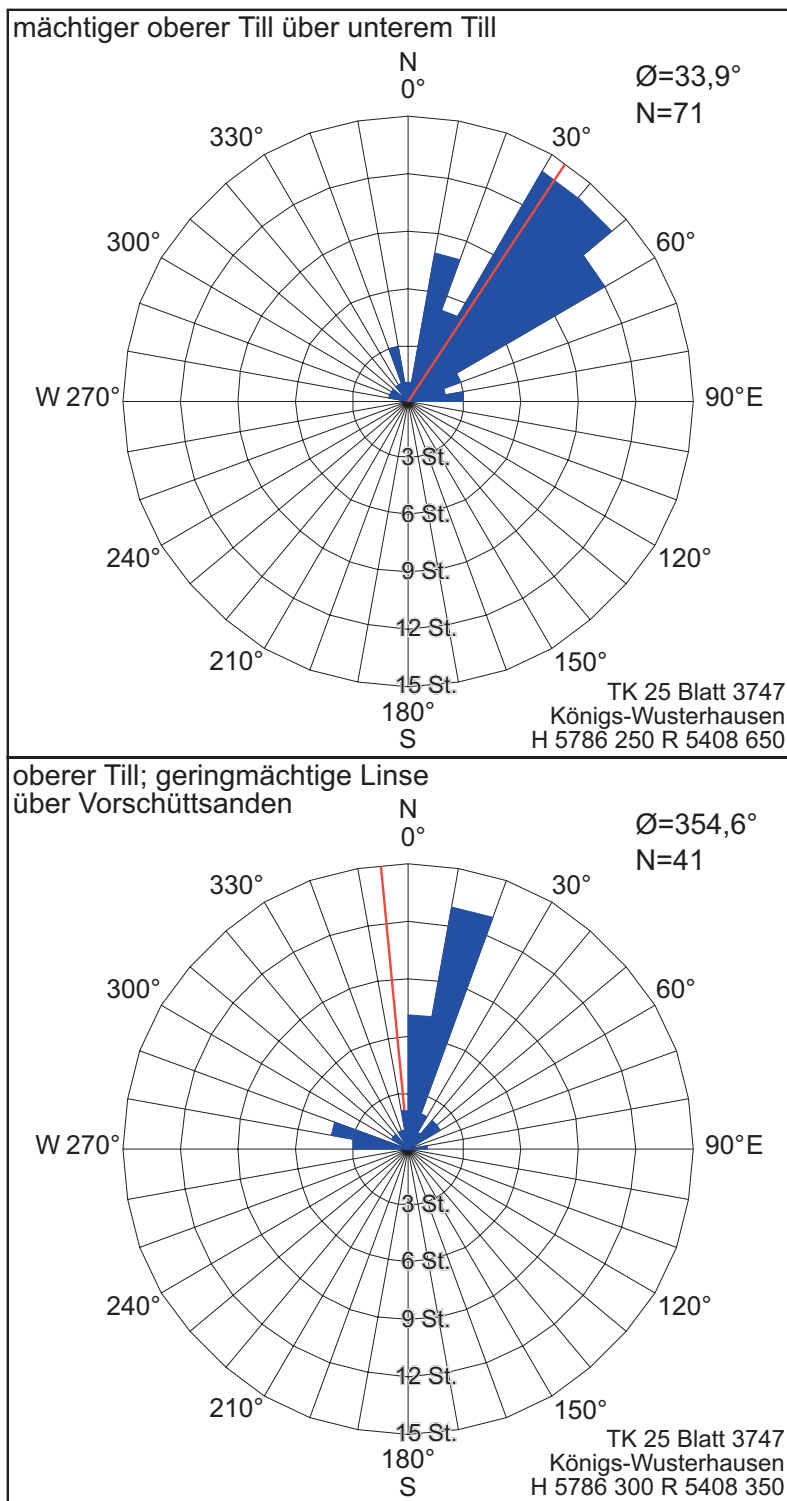 mächtiger oberer Till über unterem Till
Ø=33,9°
N=71
N
0°
30°
60°
90°E
120°
150°
180°
S
210°
240°
W 270°
300°
330°
3 St.
6 St.
9 St.
12 St.
15 St.
TK 25 Blatt 3747
Königs-Wusterhausen
H 5786 250 R 5408 650
oberer Till; geringmächtige Linse
über Vorschüttsanden
Ø=354,6°
N=41
N
0°
30°
60°
90°E
120°
150°
180°
S
210°
240°
W 270°
300°
330°
3 St.
6 St.
9 St.
12 St.
15 St.
TK 25 Blatt 3747
Königs-Wusterhausen
H 5786 300 R 5408 350